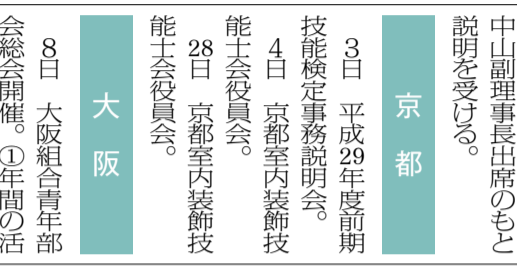 中山副理事長出席のもと
説明を受ける。
京都
３日　平成29年度前期
技能検定事務説明会。
４日　京都室内装飾技
能士会役員会。
28日　京都室内装飾技
能士会役員会。
大阪
８日　大阪組合青年部
会総会開催。①年間の活